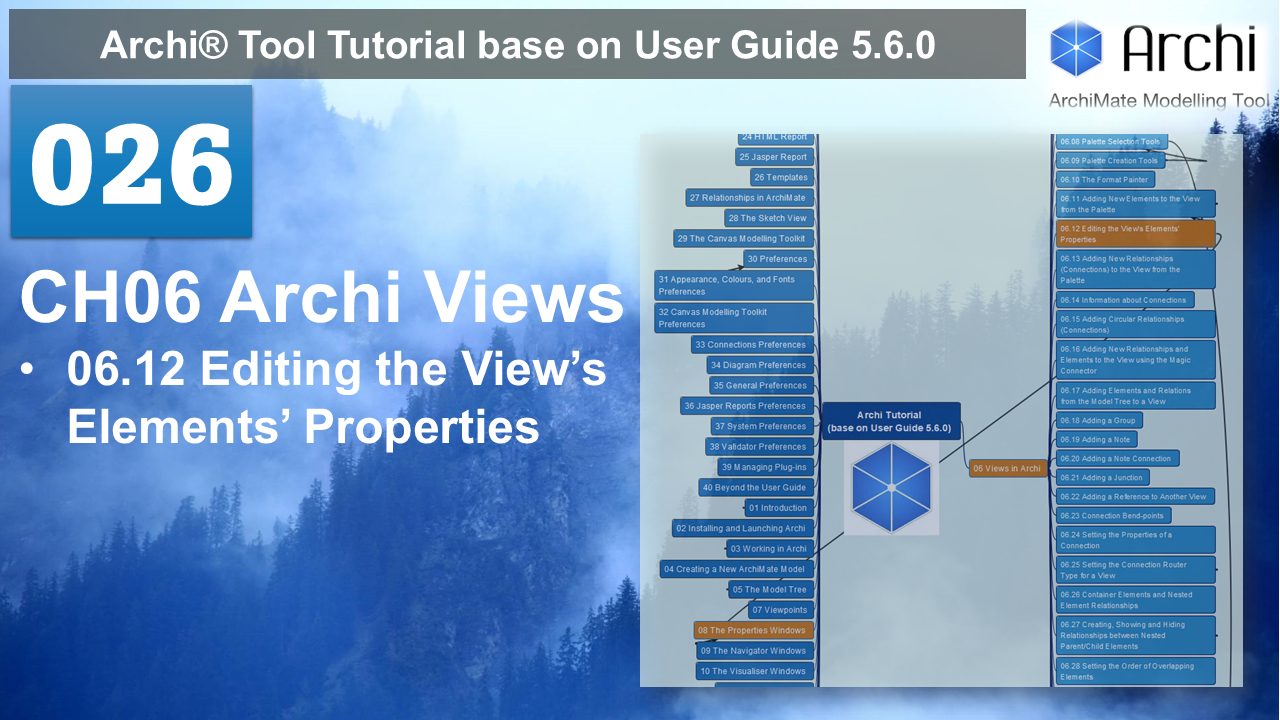 Archi® Tool Tutorial base on User Guide 5.6.0
Archi
ArchiMate Modelling Tool
026
CH06 Archi Views
• 06.12 Editing the View’s
Elements’ Properties
24 HTML Report
25 Jasper Report
26 Templates
27 Relationships in ArchiMate
28 The Sketch View
29 The Canvas Modelling Toolkit
30 Preferences
31 Appearance, Colours, and Fonts
Preferences
32 Canvas Modelling Toolkit
Preferences
33 Connections Preferences
34 Diagram Preferences
35 General Preferences
36 Jasper Reports Preferences
37 System Preferences
38 Validator Preferences
39 Managing Plug-ins
40 Beyond the User Guide
01 Introduction
02 Installing and Launching Archi
03 Working in Archi
04 Creating a New ArchiMate Model
05 The Model Tree
07 Viewpoints
08 The Properties Windows
09 The Navigator Windows
10 The Visualiser Windows
Archi Tutorial
(base on User Guide 5.6.0)
06 Views in Archi
06.08 Palette Selection Tools
06.09 Palette Creation Tools
06.10 The Format Painter
06.11 Adding New Elements to the View
from the Palette
06.12 Editing the View's Elements'
Properties
06.13 Adding New Relationships
(Connections) to the View from the
Palette
06.14 Information about Connections
06.15 Adding Circular Relationships
(Connections)
06.16 Adding New Relationships and
Elements to the View using the Magic
Connector
06.17 Adding Elements and Relations
from the Model Tree to a View
06.18 Adding a Group
06.19 Adding a Note
06.20 Adding a Note Connection
06.21 Adding a Junction
06.22 Adding a Reference to Another View
06.23 Connection Bend-points
06.24 Setting the Properties of a
Connection
06.25 Setting the Connection Router
Type for a View
06.26 Container Elements and Nested
Element Relationships
06.27 Creating, Showing and Hiding
Relationships between Nested
Parent/Child Elements
06.28 Setting the Order of Overlapping
Elements